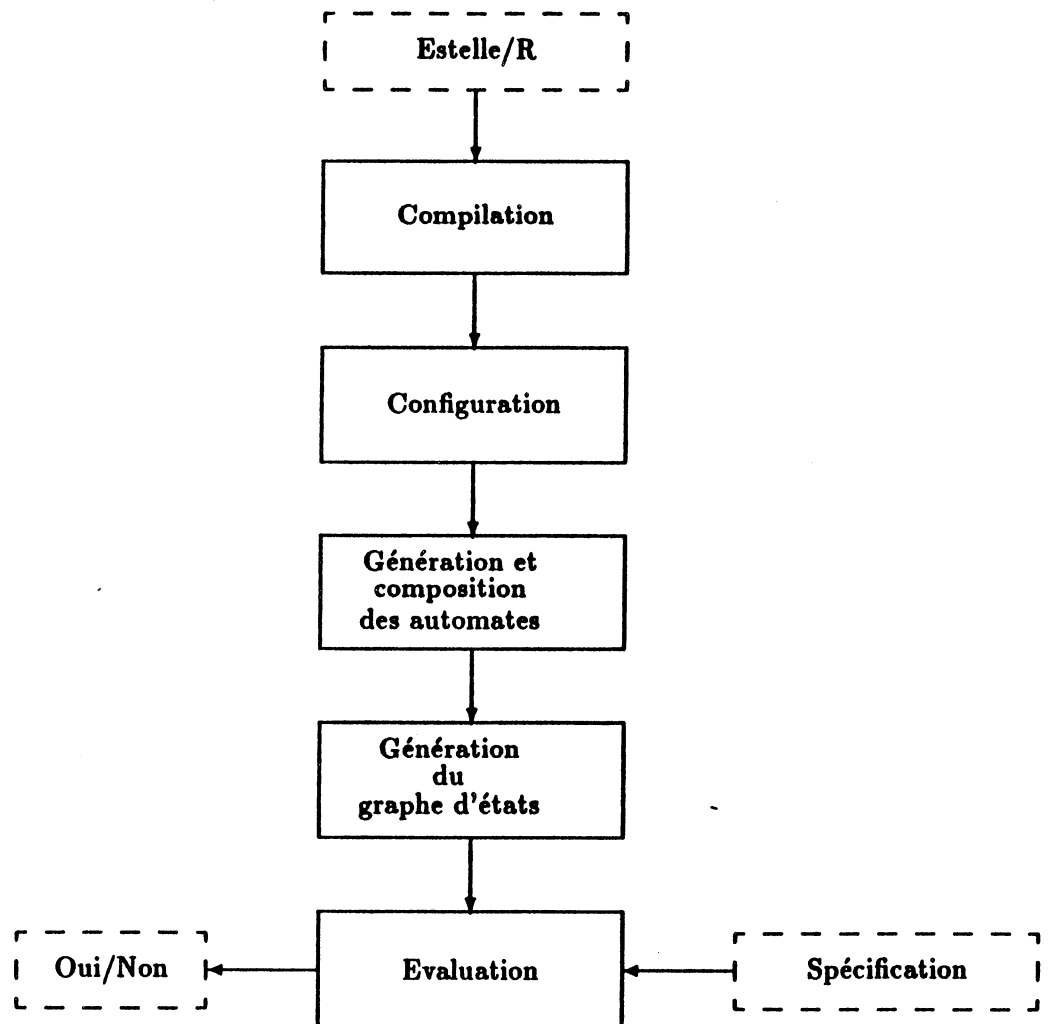 Estelle/R
Compilation
Configuration
Génération et
composition
des automates
Génération
du
graphe d'états
Oui/Non
Evaluation
Spécification